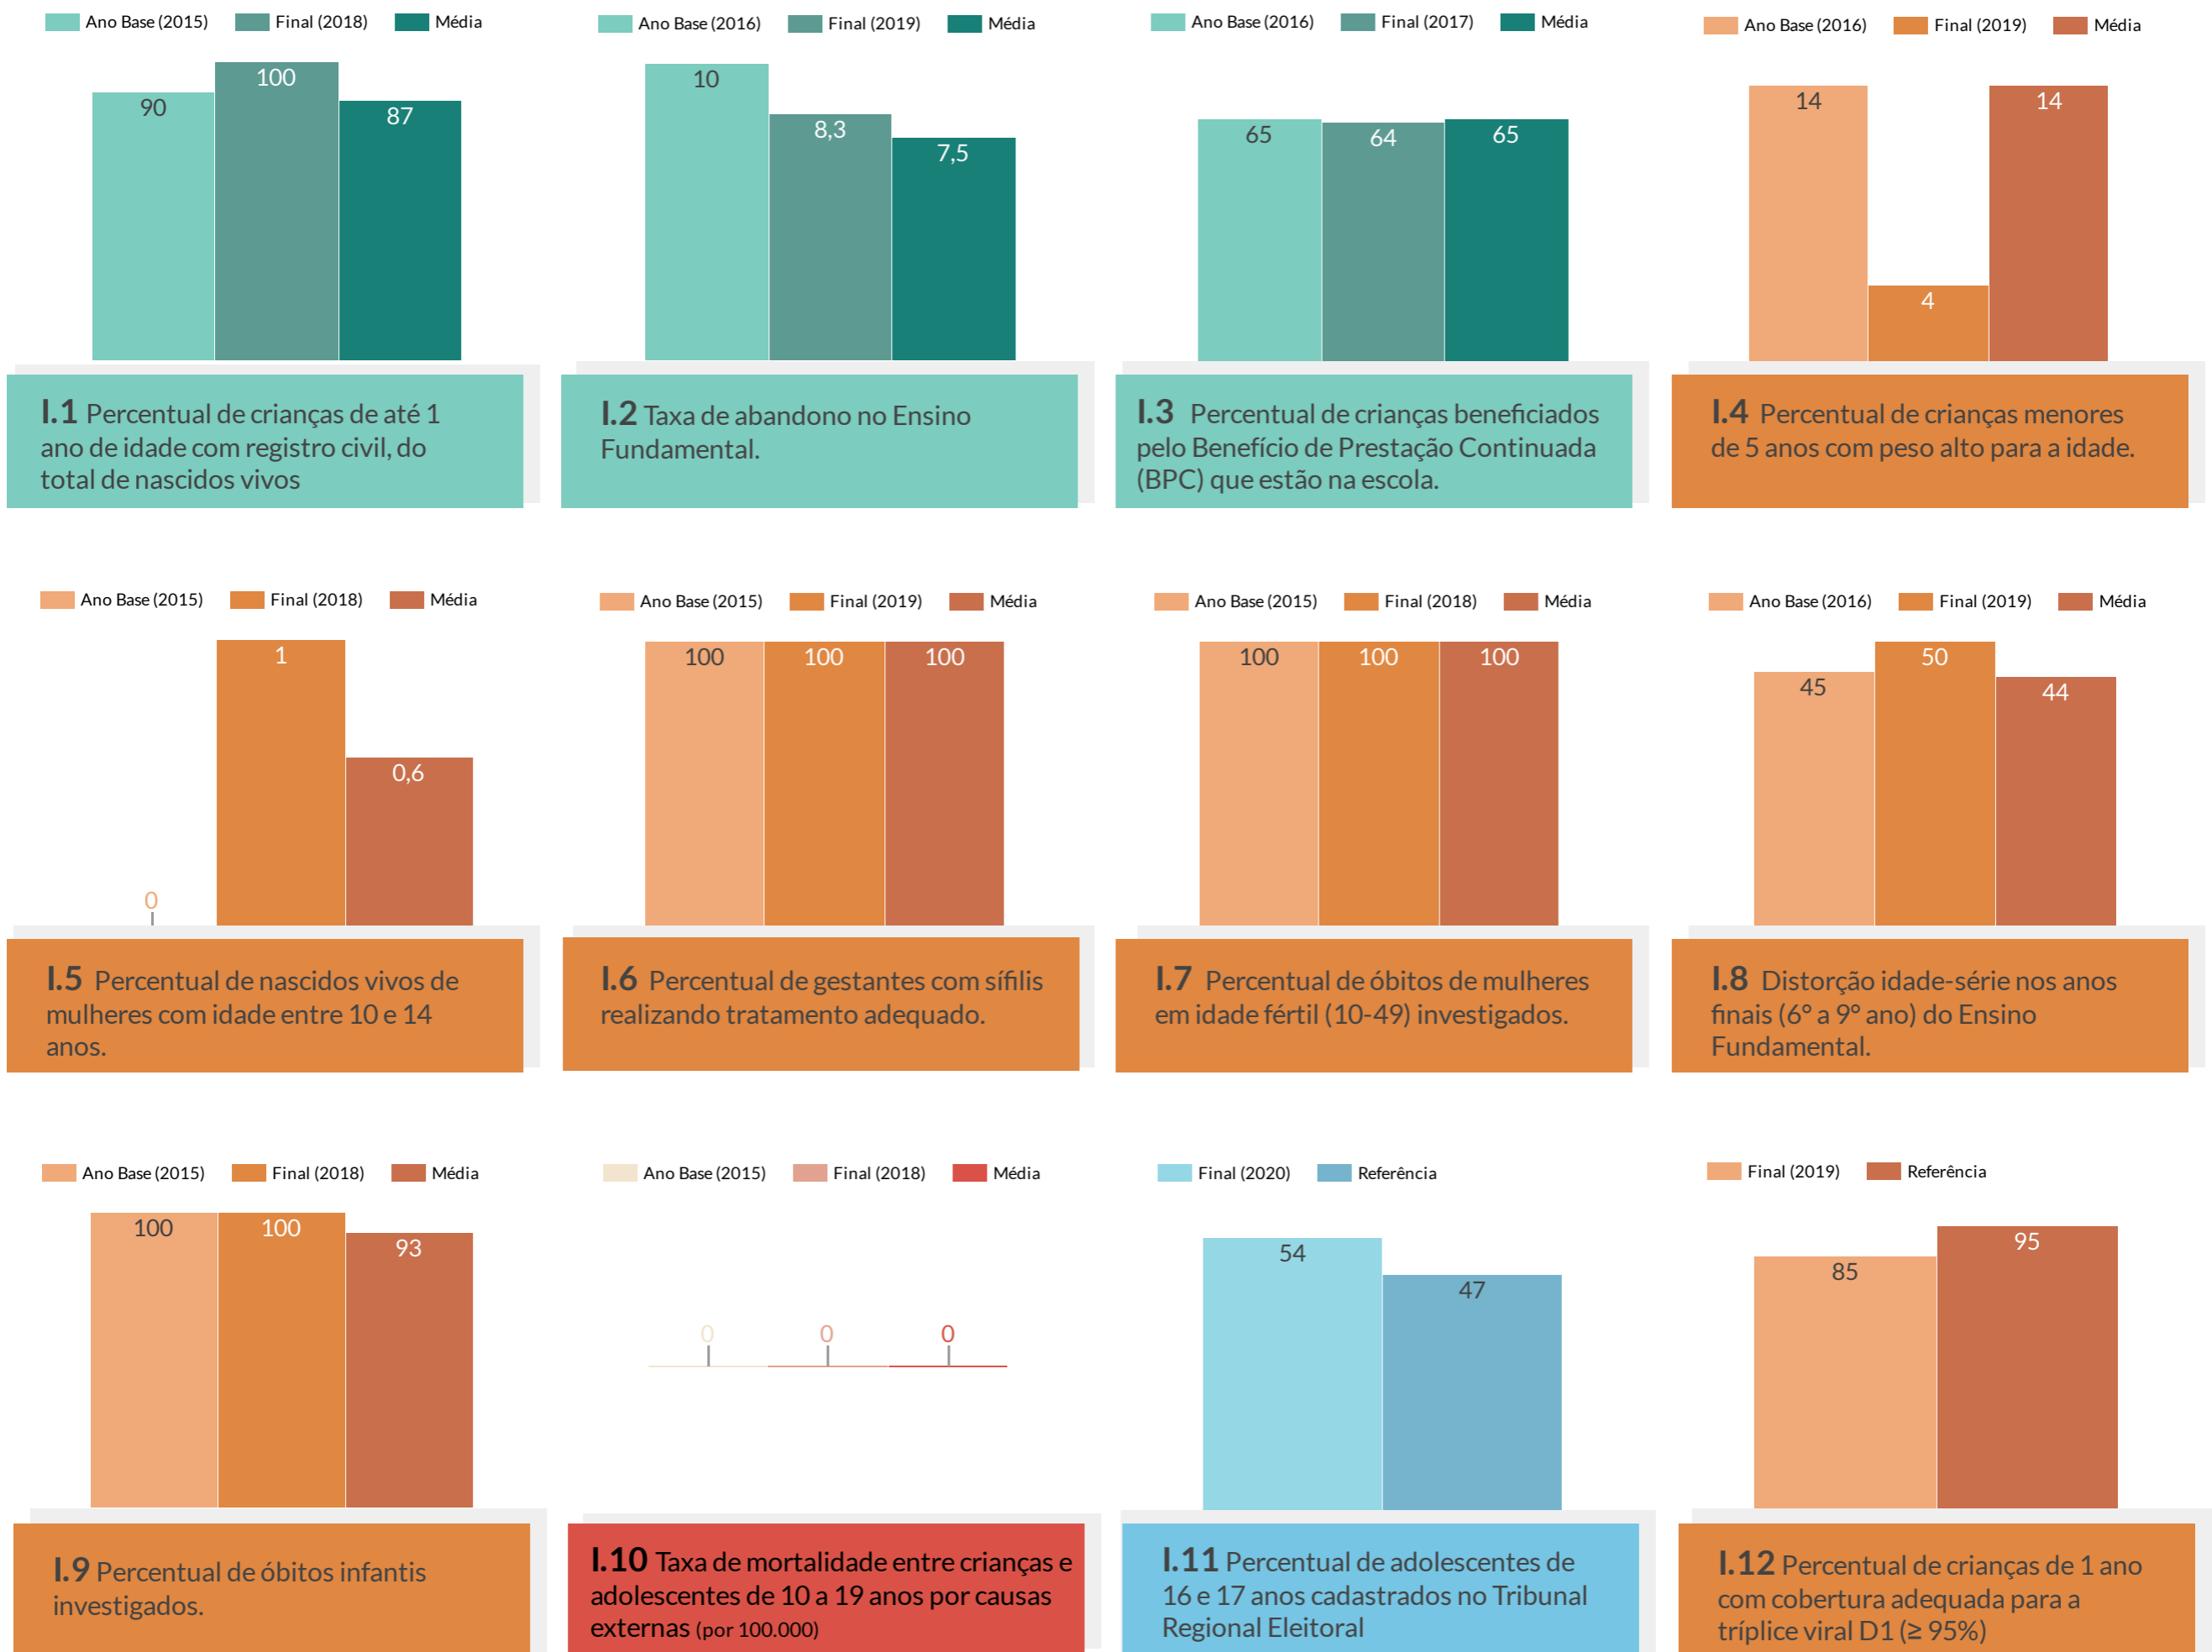 Ano Base (2015) Final (2018) Média
90 100 87
I.1 Percentual de crianças de até 1
ano de idade com registro civil, do
total de nascidos vivos
Ano Base (2016) Final (2019) Média
10 8,3 7,5
I.2 Taxa de abandono no Ensino
Fundamental.
Ano Base (2016) Final (2017) Média
65 64 65
I.3 Percentual de crianças beneficiados
pelo Benefício de Prestação Continuada
(BPC) que estão na escola.
Ano Base (2016) Final (2019) Média
14 4 14
I.4 Percentual de crianças menores
de 5 anos com peso alto para a idade.
Ano Base (2015) Final (2018) Média
0 1 0,6
I.5 Percentual de nascidos vivos de
mulheres com idade entre 10 e 14
anos.
Ano Base (2015) Final (2019) Média
100 100 100
I.6 Percentual de gestantes com sífilis
realizando tratamento adequado.
Ano Base (2015) Final (2018) Média
100 100 100
I.7 Percentual de óbitos de mulheres
em idade fértil (10-49) investigados.
Ano Base (2016) Final (2019) Média
45 50 44
I.8 Distorção idade-série nos anos
finais (6° a 9° ano) do Ensino
Fundamental.
Ano Base (2015) Final (2018) Média
100 100 93
I.9 Percentual de óbitos infantis
investigados.
Ano Base (2015) Final (2018) Média
0 0 0
I.10 Taxa de mortalidade entre crianças e
adolescentes de 10 a 19 anos por causas
externas (por 100.000)
Final (2020) Referência
54 47
I.11 Percentual de adolescentes de
16 e 17 anos cadastrados no Tribunal
Regional Eleitoral
Final (2019) Referência
85 95
I.12 Percentual de crianças de 1 ano
com cobertura adequada para a
tríplice viral D1 (≥ 95%)